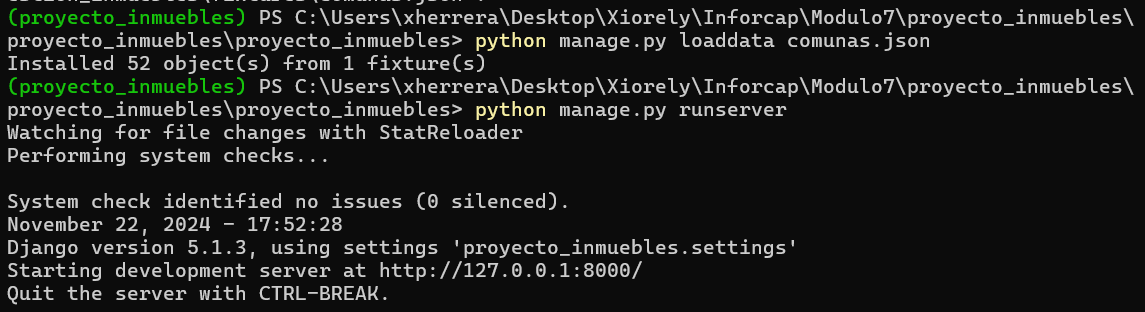 (proyecto_inmuebles) PS C:\Users\xherrera\Desktop\Xiorely\Inforcap\Modulo7\proyecto_inmuebles\
proyecto_inmuebles\proyecto_inmuebles> python manage.py loaddata comunas.json
Installed 52 object(s) from 1 fixture(s)
(proyecto_inmuebles) PS C:\Users\xherrera\Desktop\Xiorely\Inforcap\Modulo7\proyecto_inmuebles\
proyecto_inmuebles\proyecto_inmuebles> python manage.py runserver
Watching for file changes with StatReloader
Performing system checks...

System check identified no issues (0 silenced).
November 22, 2024 - 17:52:28
Django version 5.1.3, using settings 'proyecto_inmuebles.settings'
Starting development server at http://127.0.0.1:8000/
Quit the server with CTRL-BREAK.